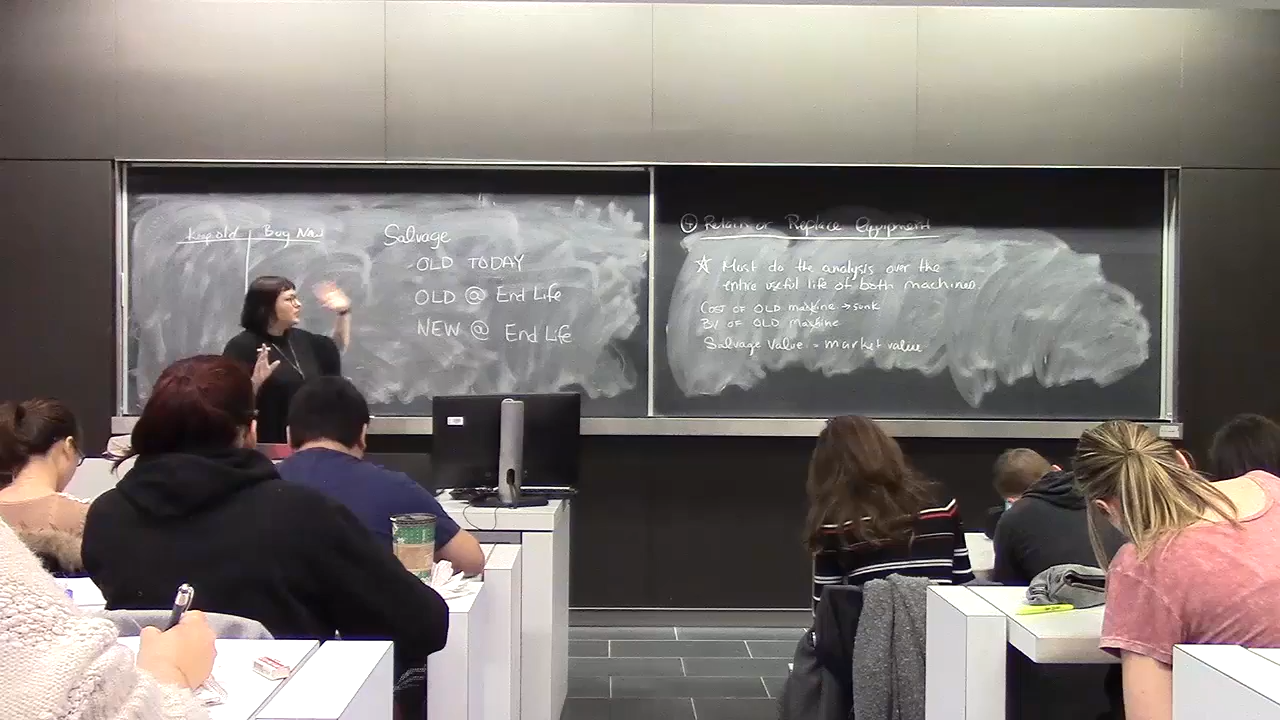 Keep old Buy New
Salvage
- OLD TODAY
OLD @ End Life
NEW @ End Life
④ Retain or Replace Equipment
☆ Must do the analysis over the
entire useful life of both machines
Cost of OLD machine → sunk
BV of OLD Machine
Salvage Value = market value